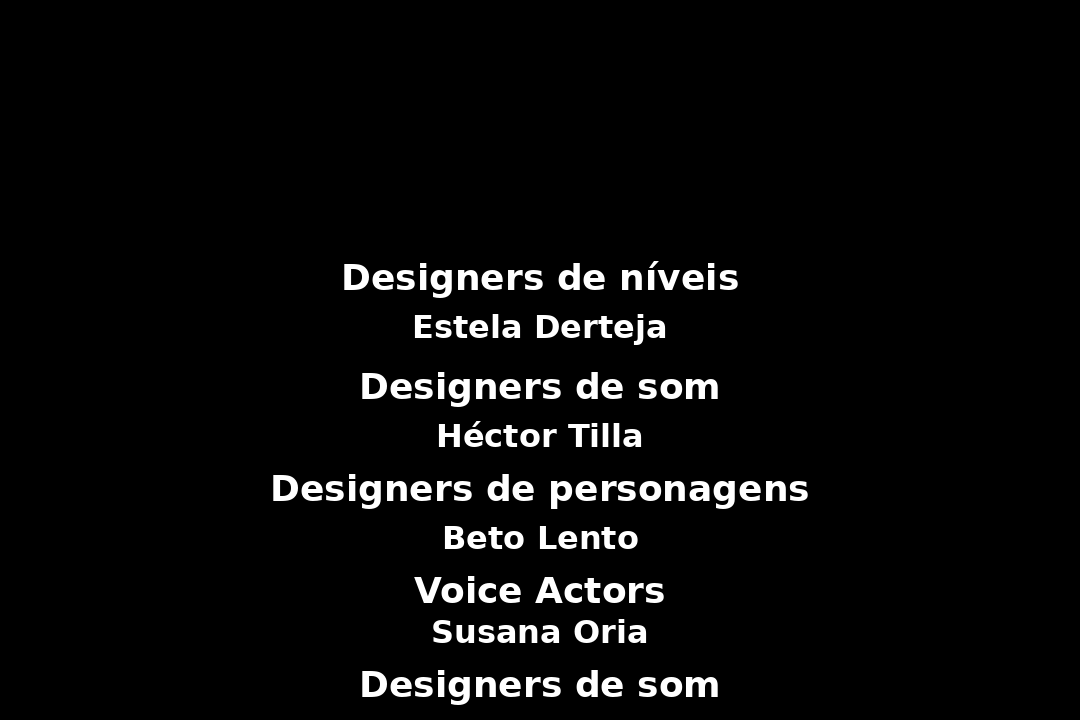 Designers de níveis
Estela Derteja
Designers de som
Héctor Tilla
Designers de personagens
Beto Lento
Voice Actors
Susana Oria
Designers de som